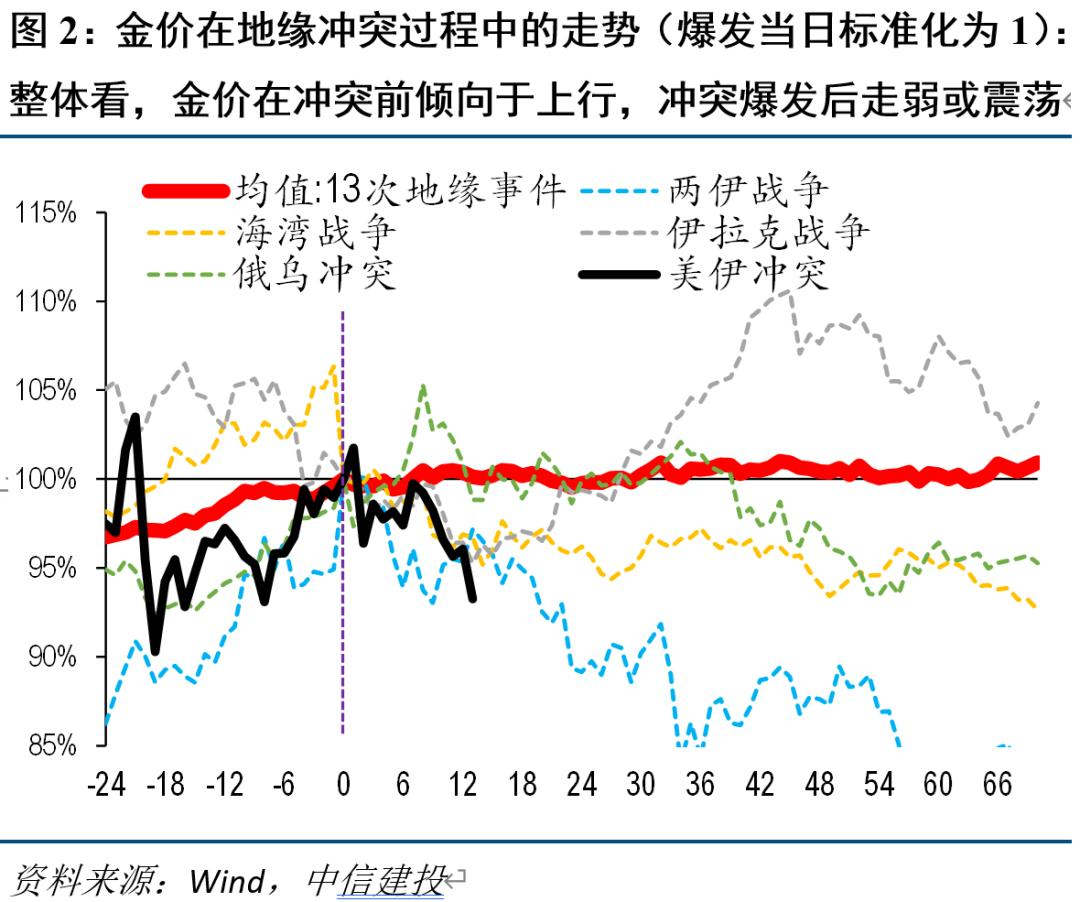 图 2：金价在地缘冲突过程中的走势（爆发当日标准化为 1）：
整体看，金价在冲突前倾向于上行，冲突爆发后走弱或震荡
均值:13次地缘事件
两伊战争
海湾战争
伊拉克战争
俄乌冲突
美伊冲突
115%
110%
105%
100%
95%
90%
85%
-24 -18 -12 -6 0 6 12 18 24 30 36 42 48 54 60 66
资料来源：Wind，中信建投